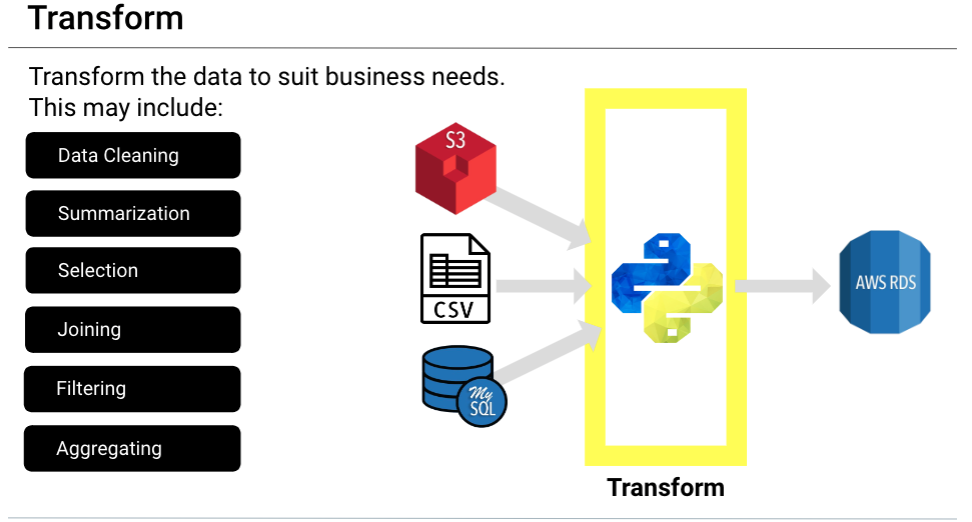 Transform
Transform the data to suit business needs.
This may include:
Data Cleaning
Summarization
Selection
Joining
Filtering
Aggregating
S3
CSV
My
SQL
AWS RDS
Transform